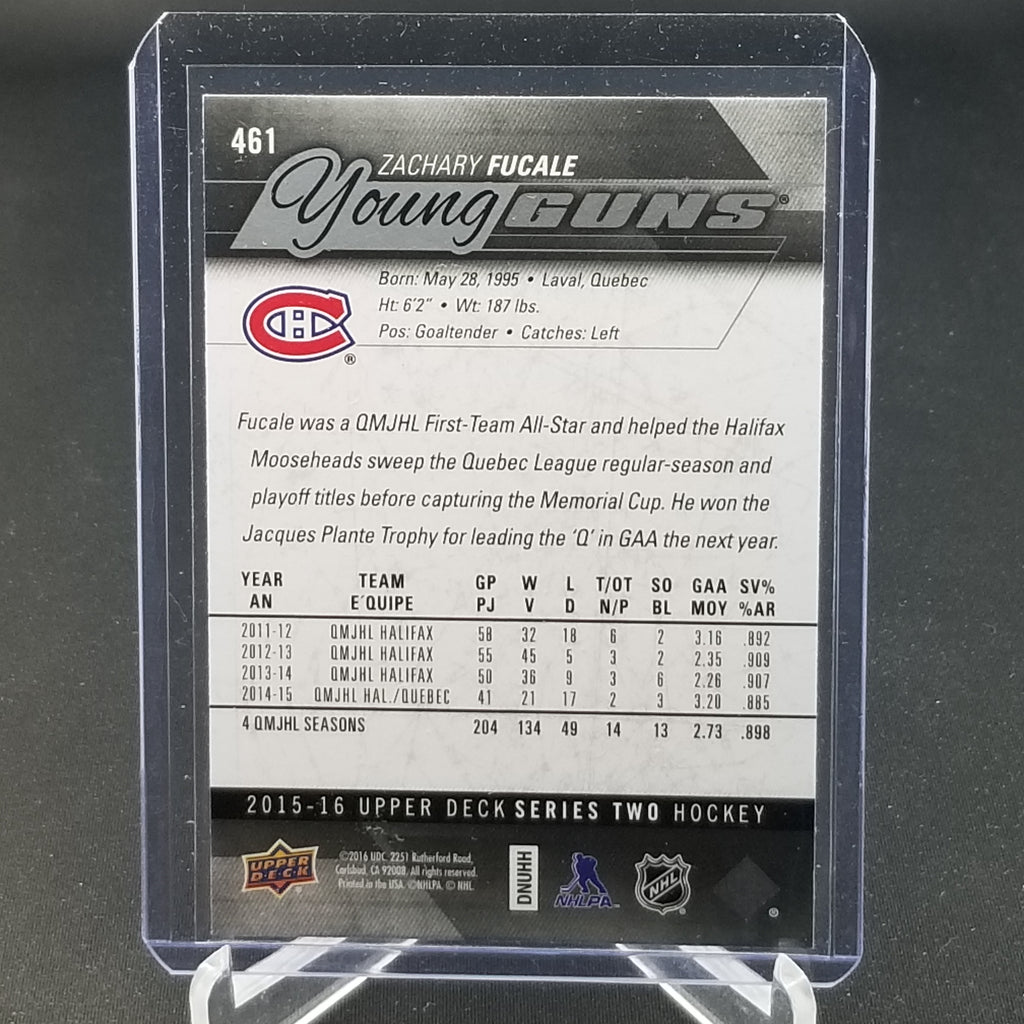 461
ZACHARY FUCALE
Young GUNS®
Born: May 28, 1995 • Laval, Quebec
Ht: 6'2" • Wt: 187 lbs.
Pos: Goaltender • Catches: Left
CH ®
Fucale was a QMJHL First-Team All-Star and helped the Halifax
Mooseheads sweep the Quebec League regular-season and
playoff titles before capturing the Memorial Cup. He won the
Jacques Plante Trophy for leading the 'Q' in GAA the next year.
YEAR TEAM GP W L T/OT SO GAA SV%
AN E´QUIPE PJ V D N/P BL MOY %AR
2011-12 QMJHL HALIFAX 58 32 18 6 2 3.16 .892
2012-13 QMJHL HALIFAX 55 45 5 3 2 2.35 .909
2013-14 QMJHL HALIFAX 50 36 9 3 6 2.26 .907
2014-15 QMJHL HAL./QUEBEC 41 21 17 2 3 3.20 .885
4 QMJHL SEASONS 204 134 49 14 13 2.73 .898
2015-16 UPPER DECK SERIES TWO HOCKEY
UPPER DECK ®
©2016 UDC. 2251 Rutherford Road,
Carlsbad, CA 92008. All rights reserved.
Printed in the USA. ©NHLPA. © NHL.
DNUHH
NHLPA
NHL ®
®